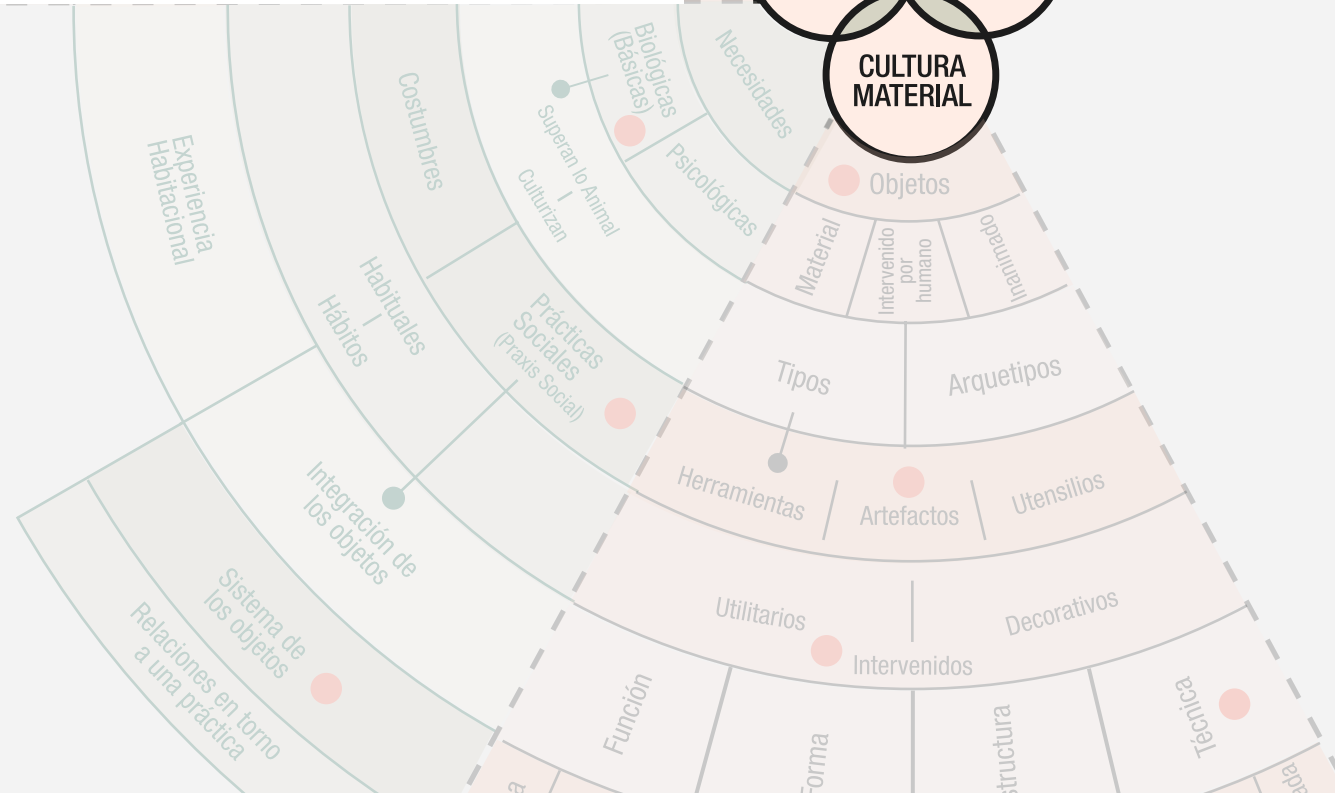 CULTURA
MATERIAL
Objetos
Material
Intervenido
por
humano
Inanimado
Tipos
Arquetipos
Herramientas
Artefactos
Utensilios
Utilitarios
Decorativos
Intervenidos
Función
Forma
Técnica
Necesidades
Biológicas
(Básicas)
Psicológicas
Superan lo Animal
Culturizan
Costumbres
Prácticas
Sociales
(Praxis Social)
Habituales
Hábitos
Experiencia
Habitacional
Integración de
los objetos
Sistema de
los objetos
Relaciones en torno
a una práctica